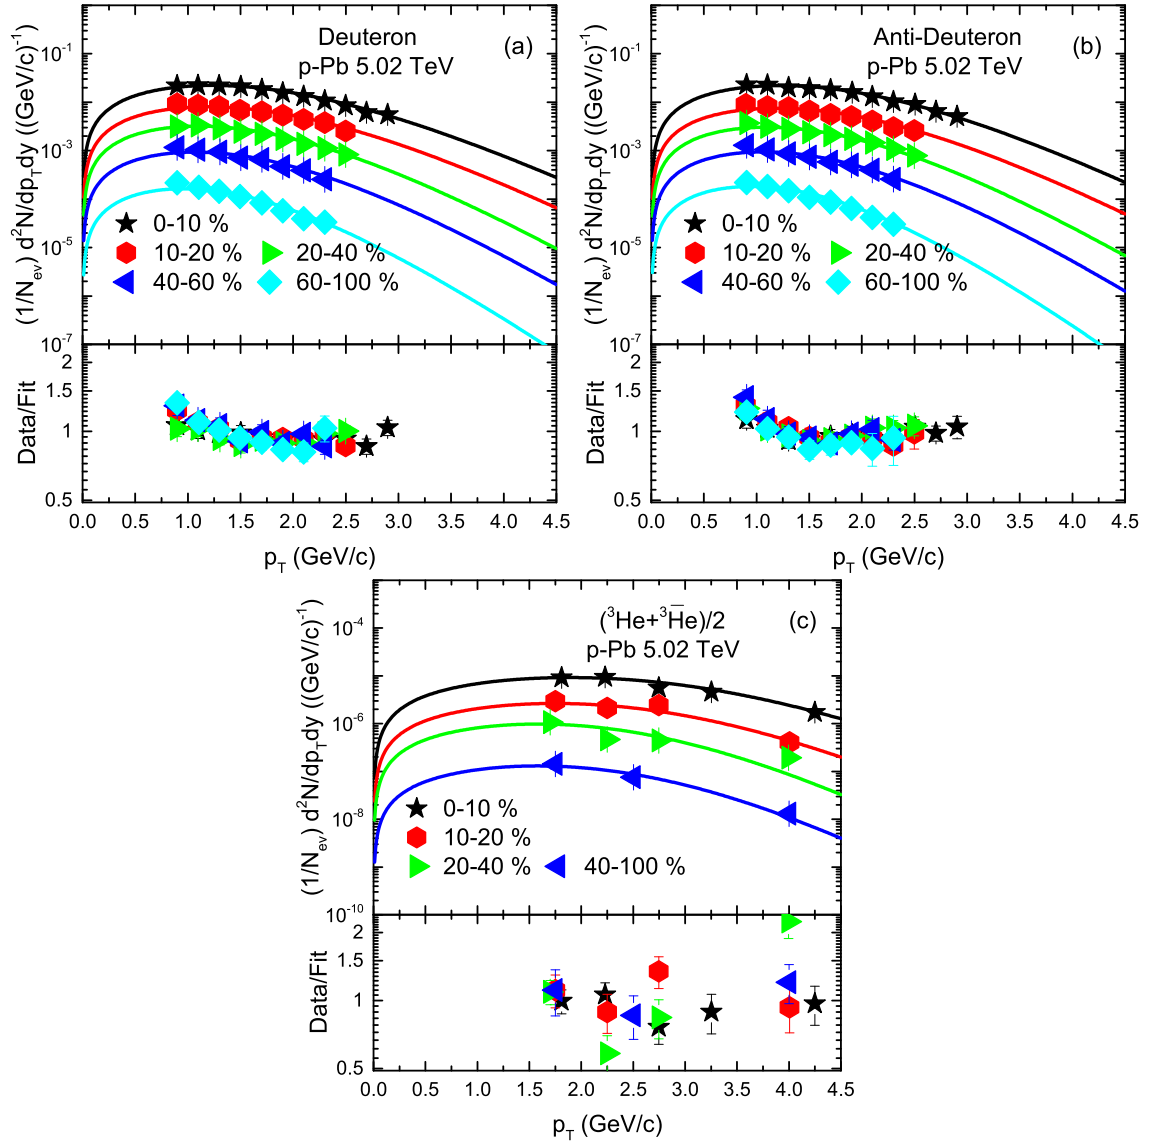 Deuteron
(a)
p-Pb 5.02 TeV
(1/N_ev) d²N/dp_Tdy ((GeV/c)⁻¹)
10⁻¹
10⁻³
10⁻⁵
10⁻⁷
0-10 %
10-20 %
20-40 %
40-60 %
60-100 %
Data/Fit
2
1.5
1
0.5
0.0 0.5 1.0 1.5 2.0 2.5 3.0 3.5 4.0 4.5
p_T (GeV/c)
Anti-Deuteron
(b)
p-Pb 5.02 TeV
(1/N_ev) d²N/dp_Tdy ((GeV/c)⁻¹)
10⁻¹
10⁻³
10⁻⁵
10⁻⁷
0-10 %
10-20 %
20-40 %
40-60 %
60-100 %
Data/Fit
2
1.5
1
0.5
0.0 0.5 1.0 1.5 2.0 2.5 3.0 3.5 4.0 4.5
p_T (GeV/c)
(³He+³H̅e)/2
(c)
p-Pb 5.02 TeV
(1/N_ev) d²N/dp_Tdy ((GeV/c)⁻¹)
10⁻⁴
10⁻⁶
10⁻⁸
10⁻¹⁰
0-10 %
10-20 %
20-40 %
40-100 %
Data/Fit
2
1.5
1
0.5
0.0 0.5 1.0 1.5 2.0 2.5 3.0 3.5 4.0 4.5
p_T (GeV/c)